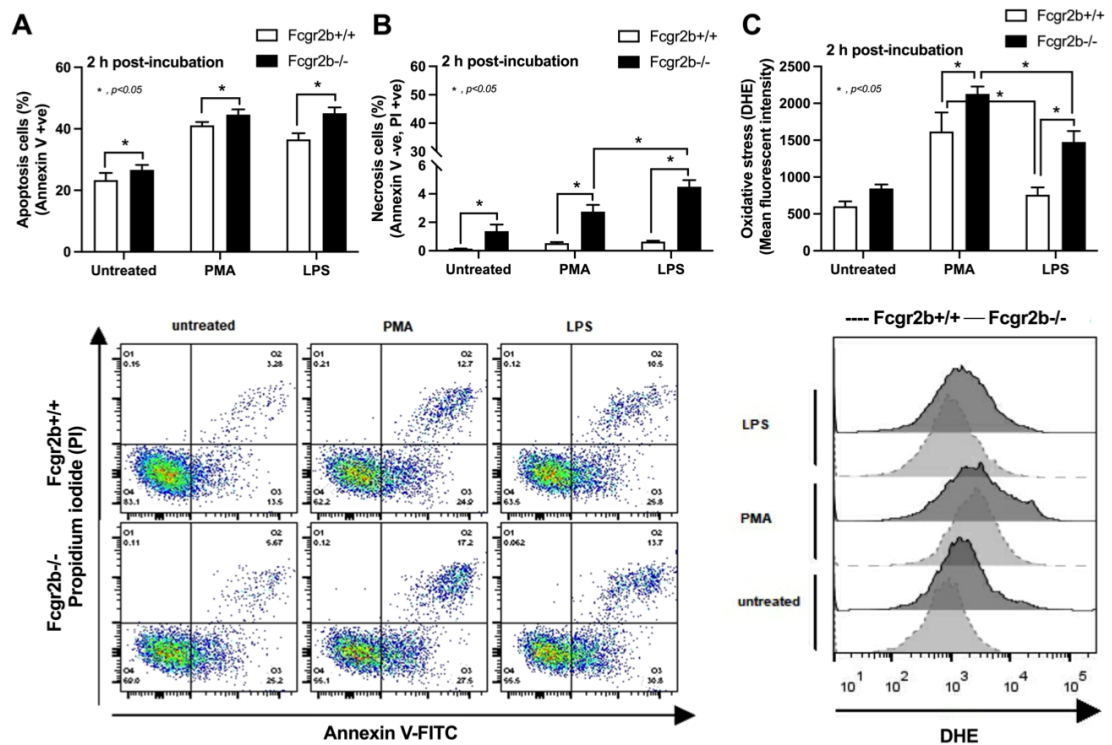 A
Fcgr2b+/+
Fcgr2b-/-
2 h post-incubation
* , p<0.05
Apoptosis cells (%)
(Annexin V +ve)
60
40
20
0
*
*
*
Untreated
PMA
LPS
B
Fcgr2b+/+
Fcgr2b-/-
2 h post-incubation
* , p<0.05
Necrosis cells (%)
(Annexin V -ve, PI +ve)
60
50
40
30
6
4
2
0
*
*
*
*
Untreated
PMA
LPS
C
Fcgr2b+/+
Fcgr2b-/-
2 h post-incubation
* , p<0.05
Oxidative stress (DHE)
(Mean fluorescent intensity)
2500
2000
1500
1000
500
0
*
*
*
*
Untreated
PMA
LPS
untreated
PMA
LPS
Fcgr2b+/+
Fcgr2b-/-
Propidium iodide (PI)
Q1
0.15
Q2
3.28
Q4
83.1
Q3
13.5
Q1
0.21
Q2
12.7
Q4
62.2
Q3
24.9
Q1
0.12
Q2
10.5
Q4
63.5
Q3
25.8
Q1
0.11
Q2
5.67
Q4
69.0
Q3
25.2
Q1
0.12
Q2
17.2
Q4
55.1
Q3
27.5
Q1
0.062
Q2
13.7
Q4
55.5
Q3
30.8
Annexin V-FITC
---- Fcgr2b+/+ — Fcgr2b-/-
LPS
PMA
untreated
10^1
10^2
10^3
10^4
10^5
DHE